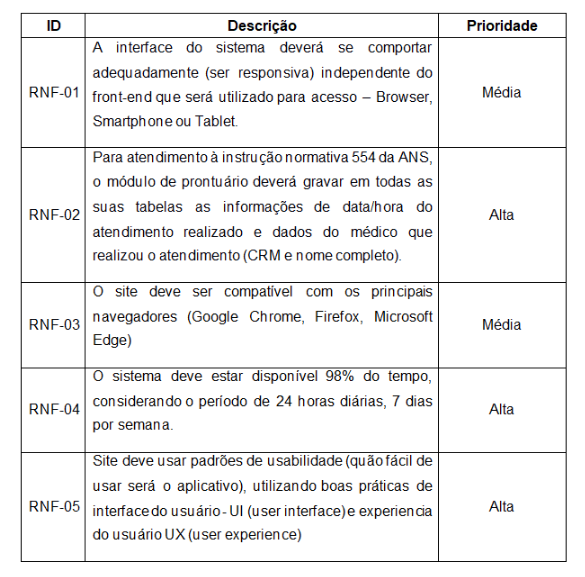 ID Descrição Prioridade
A interface do sistema deverá se comportar
adequadamente (ser responsiva) independente do
RNF-01 front-end que será utilizado para acesso – Browser, Média
Smartphone ou Tablet.
Para atendimento à instrução normativa 554 da ANS,
o módulo de prontuário deverá gravar em todas as
RNF-02 suas tabelas as informações de data/hora do Alta
atendimento realizado e dados do médico que
realizou o atendimento (CRM e nome completo).
O site deve ser compatível com os principais
RNF-03 navegadores (Google Chrome, Firefox, Microsoft Média
Edge)
O sistema deve estar disponível 98% do tempo,
RNF-04 considerando o período de 24 horas diárias, 7 dias Alta
por semana.
Site deve usar padrões de usabilidade (quão fácil de
usar será o aplicativo), utilizando boas práticas de
RNF-05 interface do usuário - UI (user interface) e experiencia Alta
do usuário UX (user experience)